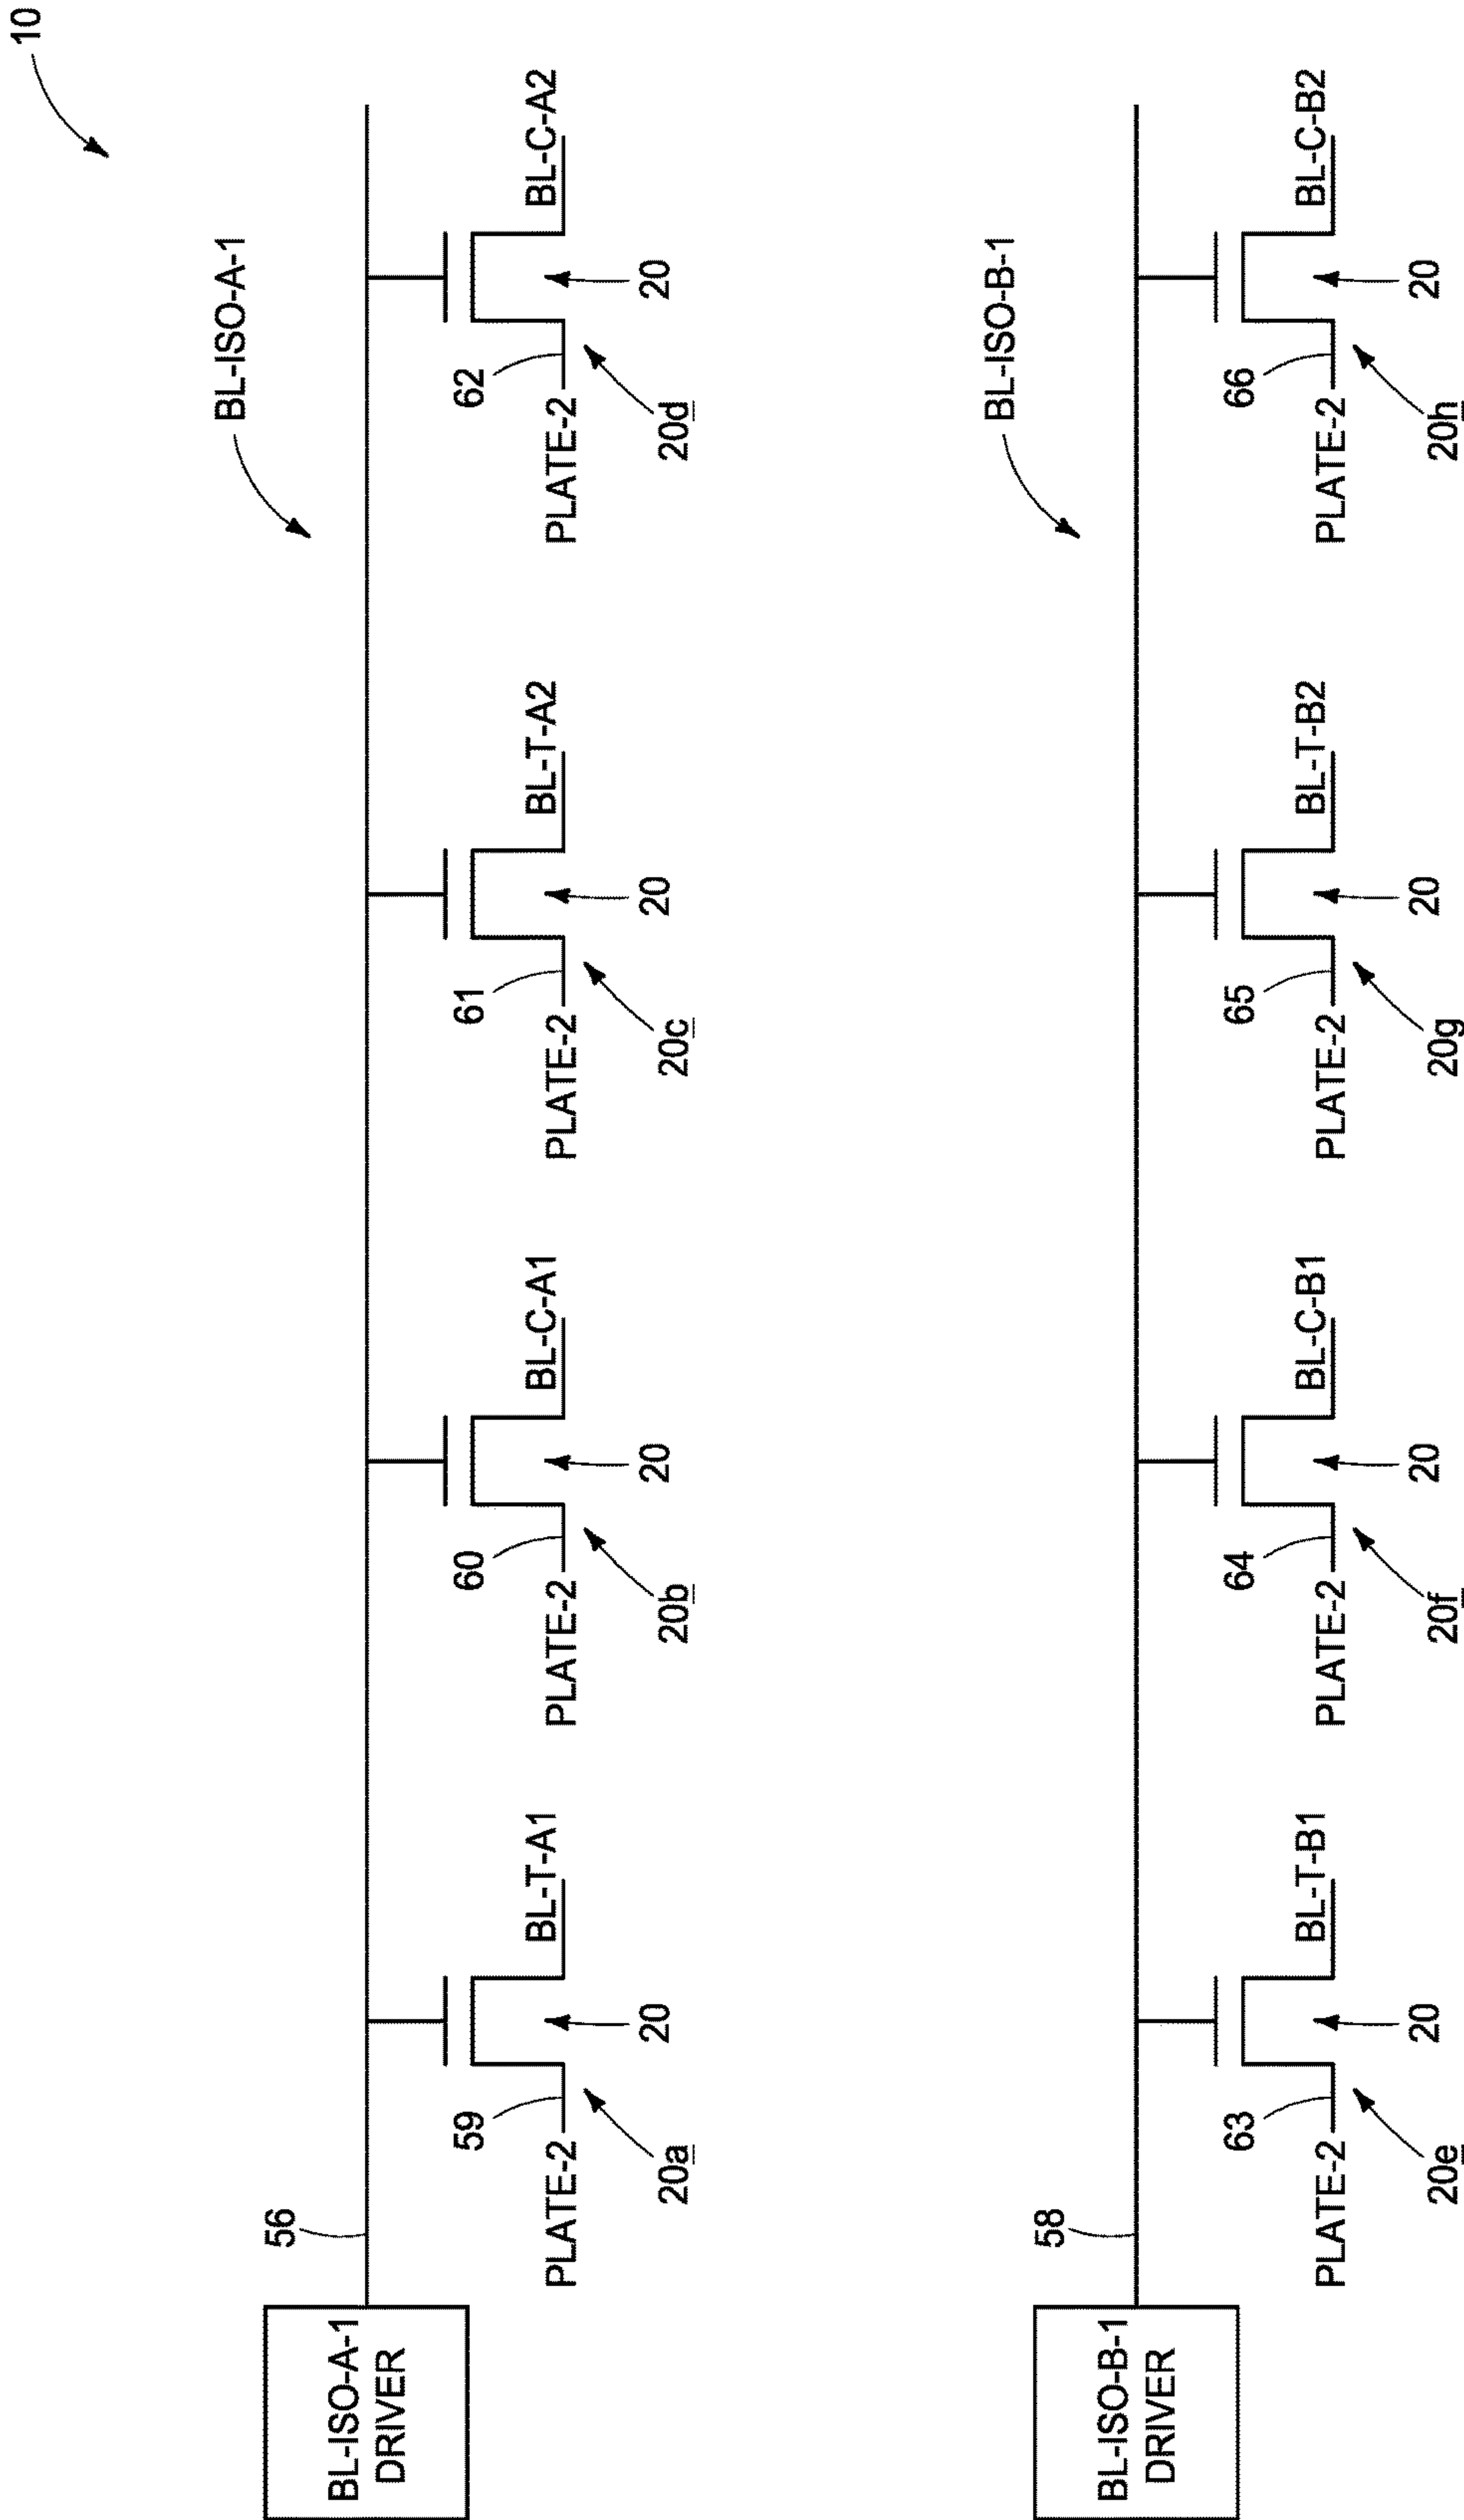 10
BL-ISO-A-1
56
BL-ISO-A-1
DRIVER
59
60
61
62
BL-T-A1
BL-C-A1
BL-T-A2
BL-C-A2
PLATE-2
PLATE-2
PLATE-2
PLATE-2
20
20
20
20
20a
20b
20c
20d
BL-ISO-B-1
58
BL-ISO-B-1
DRIVER
63
64
65
66
BL-T-B1
BL-C-B1
BL-T-B2
BL-C-B2
PLATE-2
PLATE-2
PLATE-2
PLATE-2
20
20
20
20
20e
20f
20g
20h